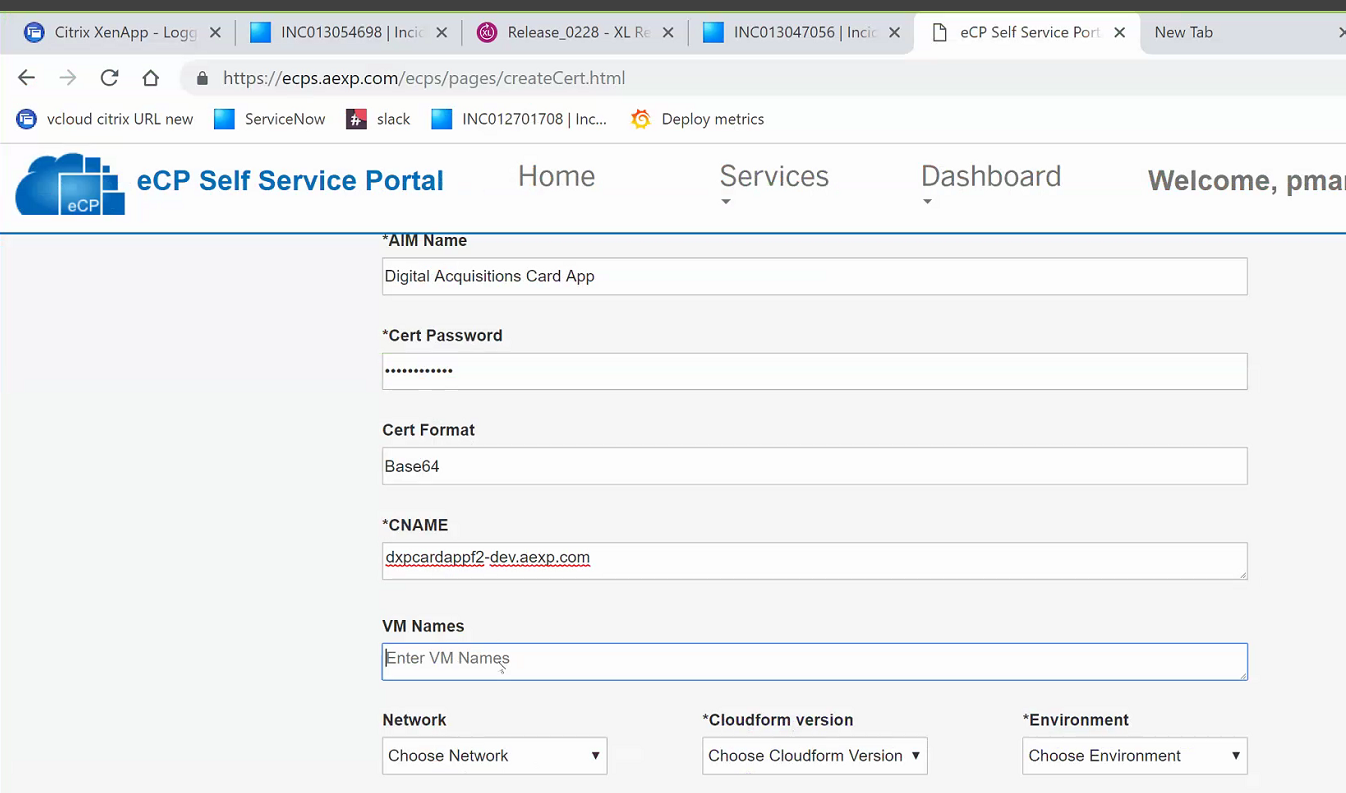 Citrix XenApp - Logg
INC013054698 | Incid
Release_0228 - XL Re
INC013047056 | Incid
eCP Self Service Port
New Tab
https://ecps.aexp.com/ecps/pages/createCert.html
vcloud citrix URL new
ServiceNow
slack
INC012701708 | Inc...
Deploy metrics
eCP
eCP Self Service Portal
Home
Services
Dashboard
Welcome, pmar
*AIM Name
Digital Acquisitions Card App
*Cert Password
••••••••••••
Cert Format
Base64
*CNAME
dxpcardappf2-dev.aexp.com
VM Names
Enter VM Names
Network
*Cloudform version
*Environment
Choose Network
Choose Cloudform Version
Choose Environment